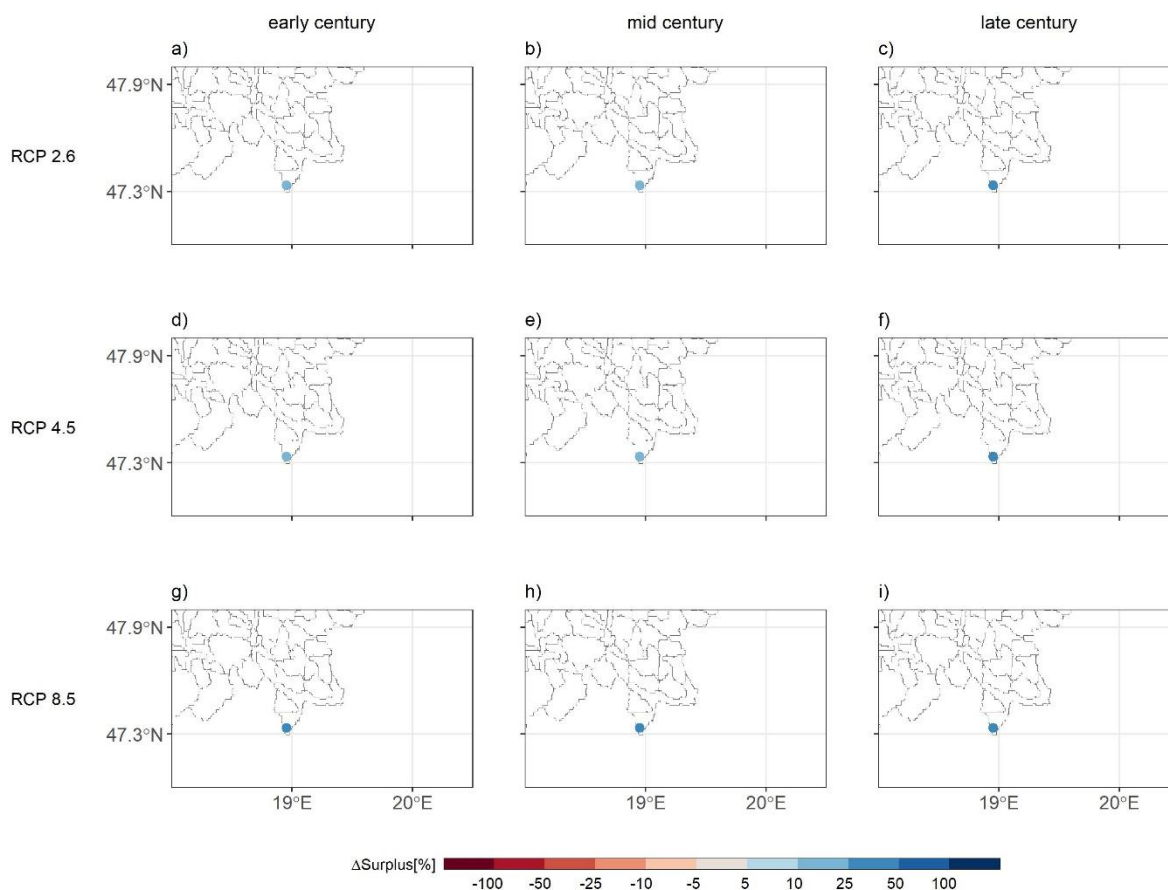 early century mid century late century
a) b) c)
47.9°N
RCP 2.6
47.3°N
d) e) f)
47.9°N
RCP 4.5
47.3°N
g) h) i)
47.9°N
RCP 8.5
47.3°N
19°E 20°E 19°E 20°E 19°E 20°E
ΔSurplus[%]
-100 -50 -25 -10 -5 5 10 25 50 100